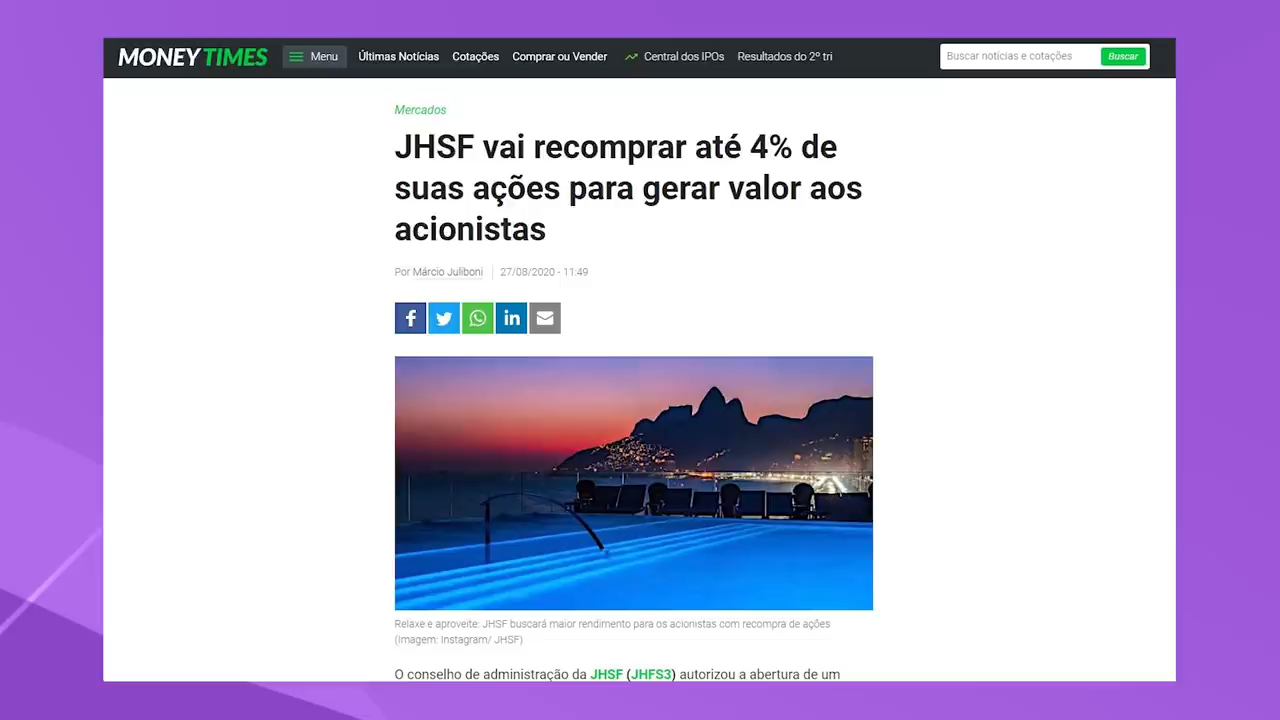 MONEY TIMES Menu Últimas Notícias Cotações Comprar ou Vender Central dos IPOs Resultados do 2º tri Buscar notícias e cotações Buscar
Mercados
JHSF vai recomprar até 4% de
suas ações para gerar valor aos
acionistas
Por Márcio Juliboni 27/08/2020 - 11:49
Relaxe e aproveite: JHSF buscará maior rendimento para os acionistas com recompra de ações
(Imagem: Instagram/ JHSF)
O conselho de administração da JHSF (JHFS3) autorizou a abertura de um